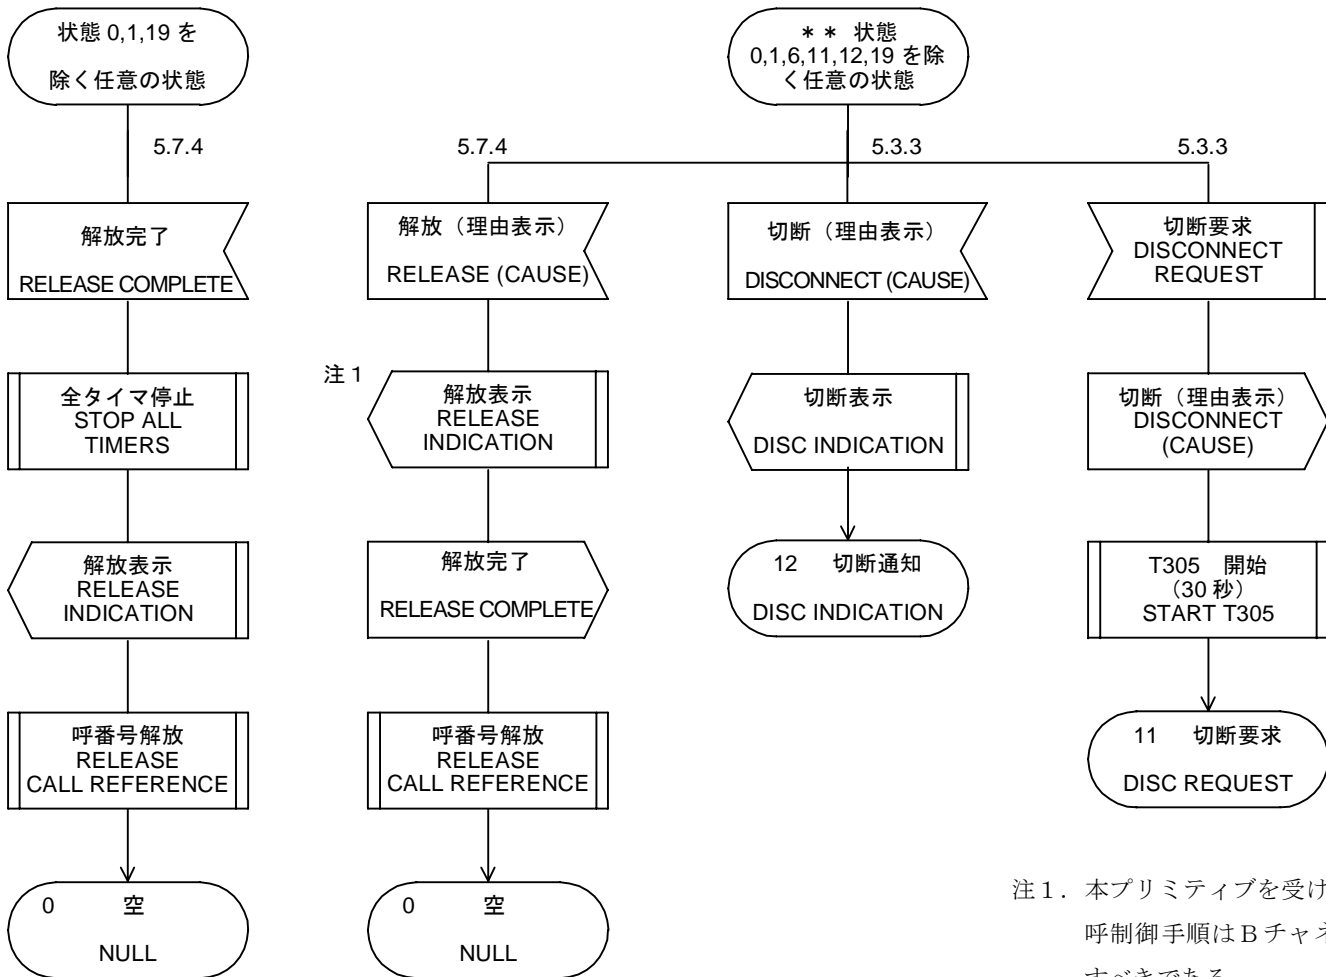 状態 0,1,19 を
除く任意の状態
5.7.4
解放完了
RELEASE COMPLETE
全タイマ停止
STOP ALL
TIMERS
解放表示
RELEASE
INDICATION
呼番号解放
RELEASE
CALL REFERENCE
0 空
NULL
＊＊ 状態
0,1,6,11,12,19 を除
く任意の状態
5.7.4
解放（理由表示）
RELEASE (CAUSE)
注１
解放表示
RELEASE
INDICATION
解放完了
RELEASE COMPLETE
呼番号解放
RELEASE
CALL REFERENCE
0 空
NULL
5.3.3
切断（理由表示）
DISCONNECT (CAUSE)
切断表示
DISC INDICATION
12 切断通知
DISC INDICATION
5.3.3
切断要求
DISCONNECT
REQUEST
切断（理由表示）
DISCONNECT
(CAUSE)
T305 開始
（30 秒）
START T305
11 切断要求
DISC REQUEST
注１．本プリミティブを受け
呼制御手順はＢチャネ